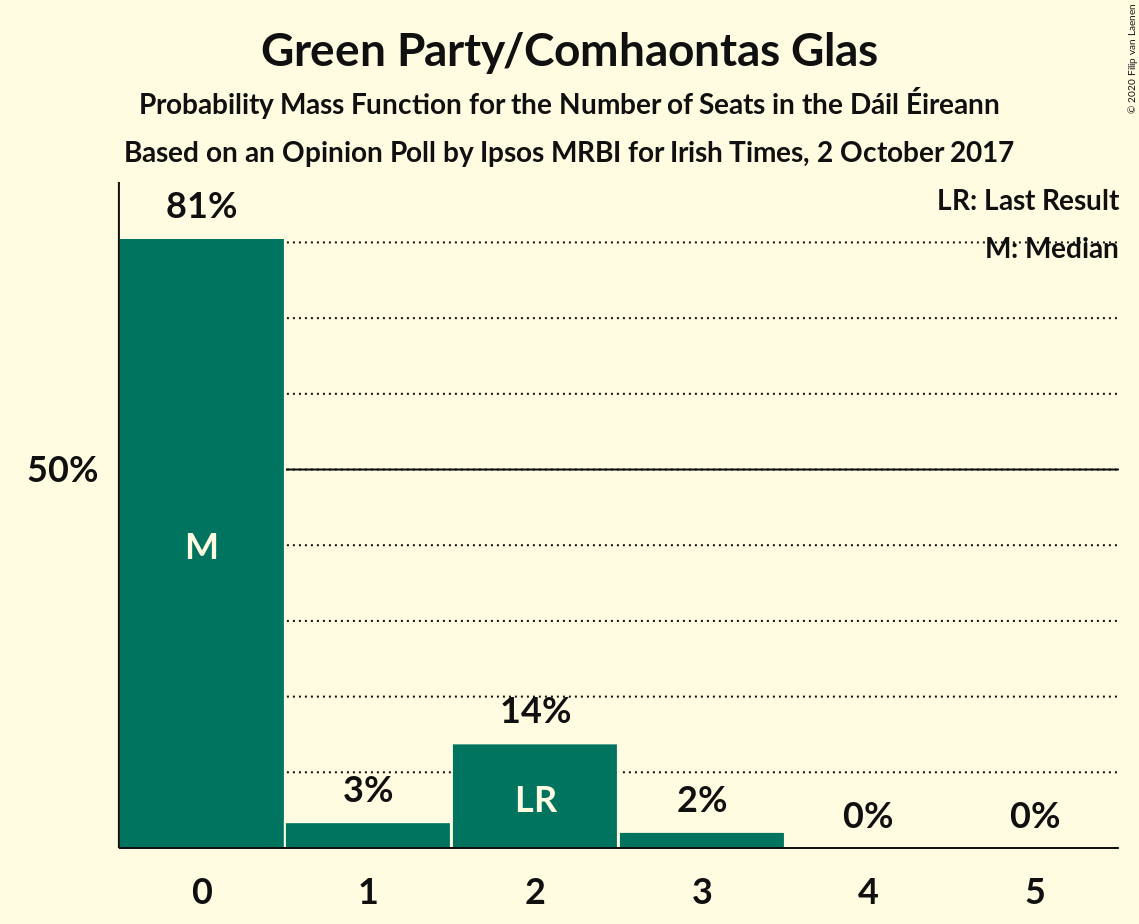 Green Party/Comhaontas Glas
Probability Mass Function for the Number of Seats in the Dáil Éireann
Based on an Opinion Poll by Ipsos MRBI for Irish Times, 2 October 2017
© 2020 Filip van Laenen
LR: Last Result
M: Median
81%
50%
M
14%
3%
LR
2%
0%
0%
0 1 2 3 4 5